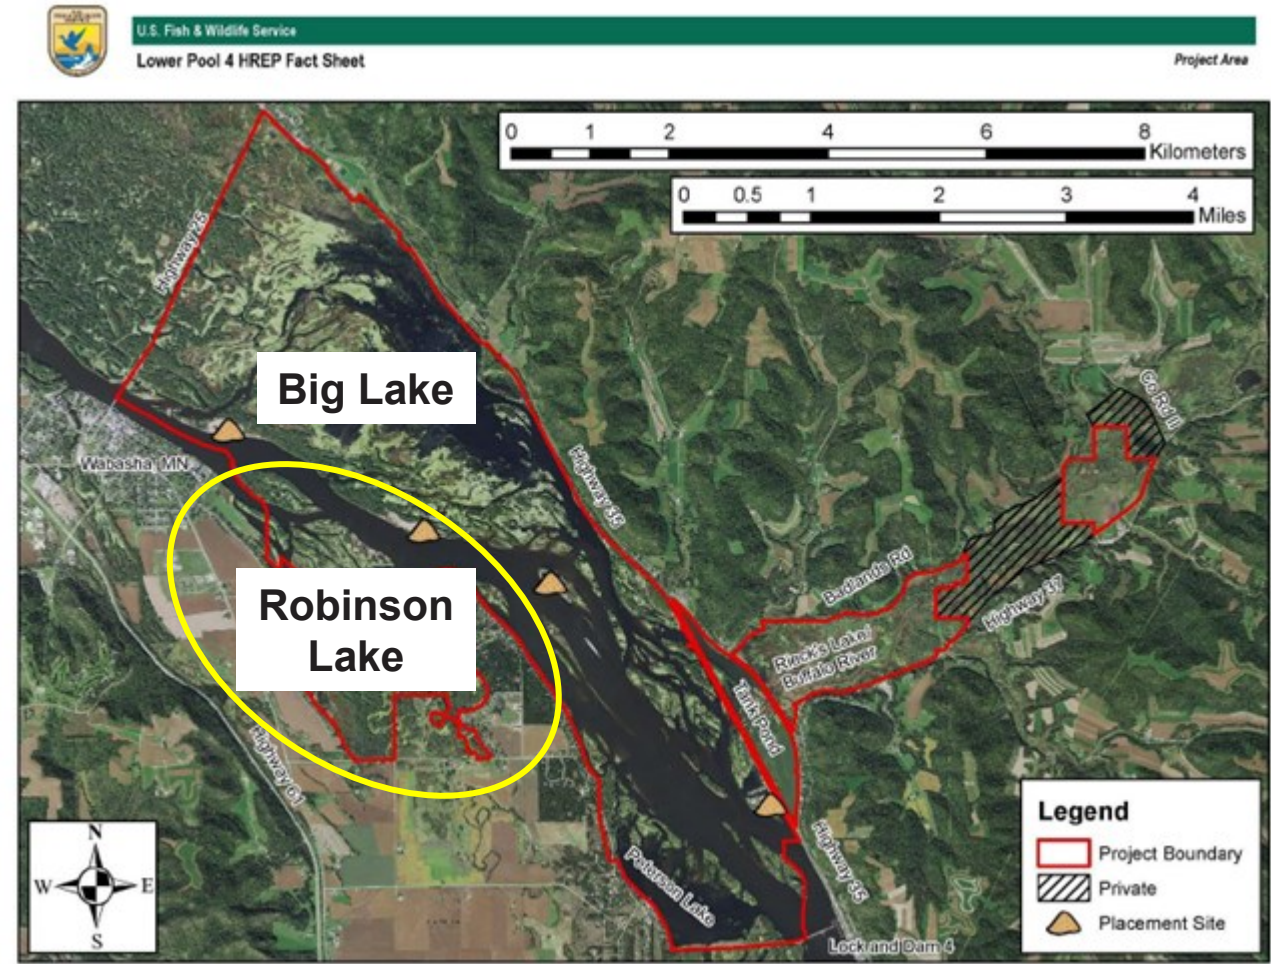 U.S. Fish & Wildlife Service
Lower Pool 4 HREP Fact Sheet
Project Area
0 1 2 4 6 8
Kilometers
0 0.5 1 2 3 4
Miles
Highway 25
Big Lake
Co Rd II
Wabasha MN
Highway 35
Robinson
Lake
Badlands Rd
Highway 37
Rieck's Lake/
Buffalo River
Tank Pond
Highway 61
Highway 35
Peterson Lake
Lock and Dam 4
N
W E
S
Legend
Project Boundary
Private
Placement Site